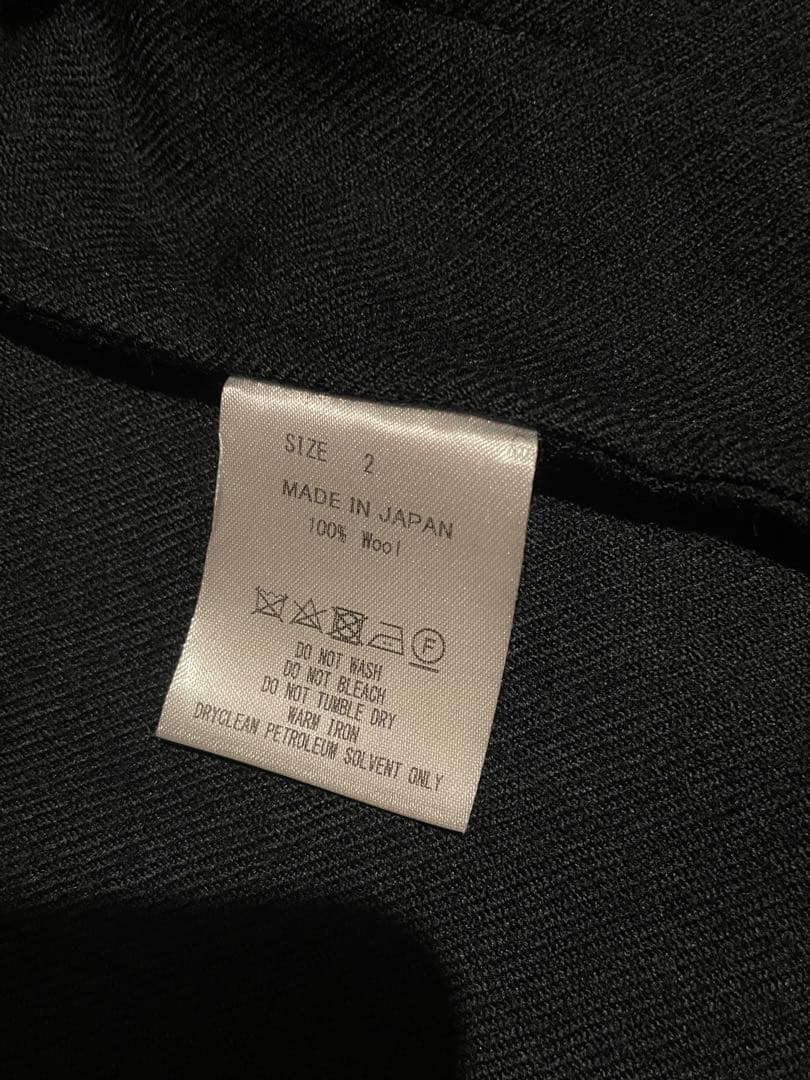 SIZE 2
MADE IN JAPAN
100% Wool
F
DO NOT WASH
DO NOT BLEACH
DO NOT TUMBLE DRY
WARM IRON
DRYCLEAN PETROLEUM SOLVENT ONLY